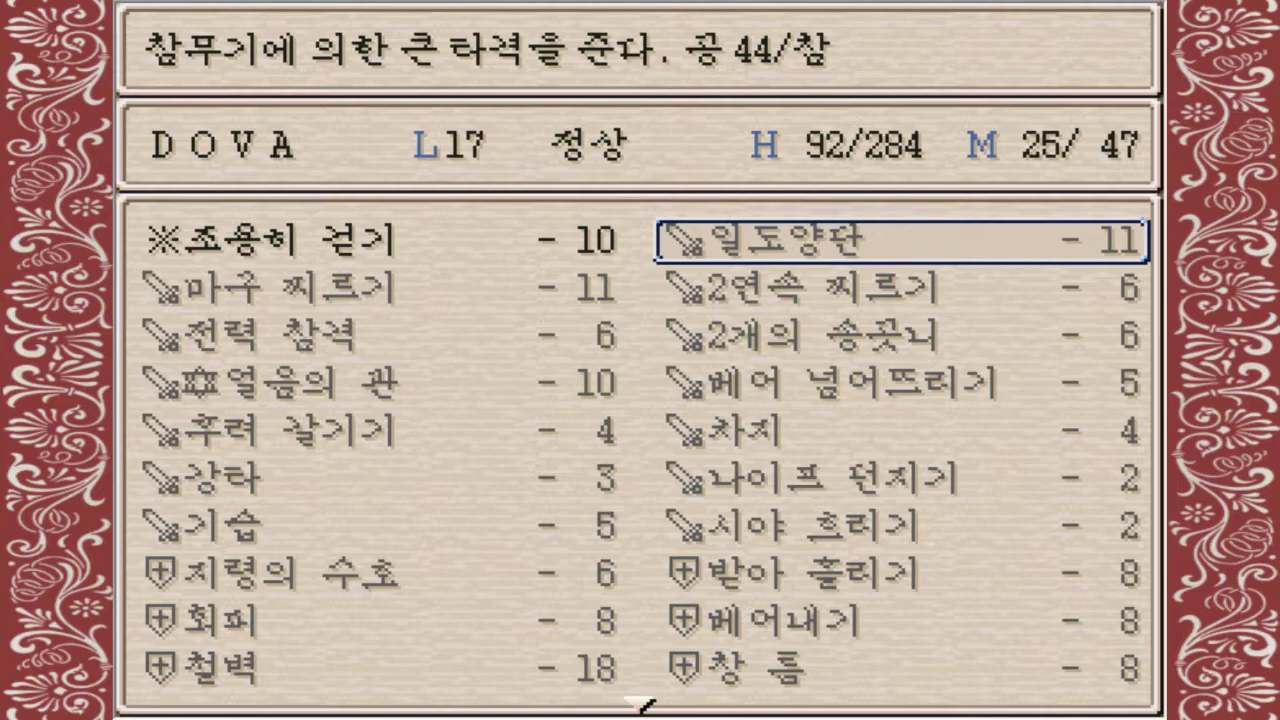 참무기에 의한 큰 타격을 준다. 공 44/참
DOVA L17 정상 H 92/284 M 25/ 47
※조용히 걷기 - 10 일도양단 - 11
마구 찌르기 - 11 2연속 찌르기 - 6
전력 참격 - 6 2개의 송곳니 - 6
✡얼음의 관 - 10 베어 넘어뜨리기 - 5
후려 갈기기 - 4 차지 - 4
강타 - 3 나이프 던지기 - 2
기습 - 5 시야 흐리기 - 2
지령의 수호 - 6 받아 흘리기 - 8
회피 - 8 베어내기 - 8
철벽 - 18 창 틈 - 8